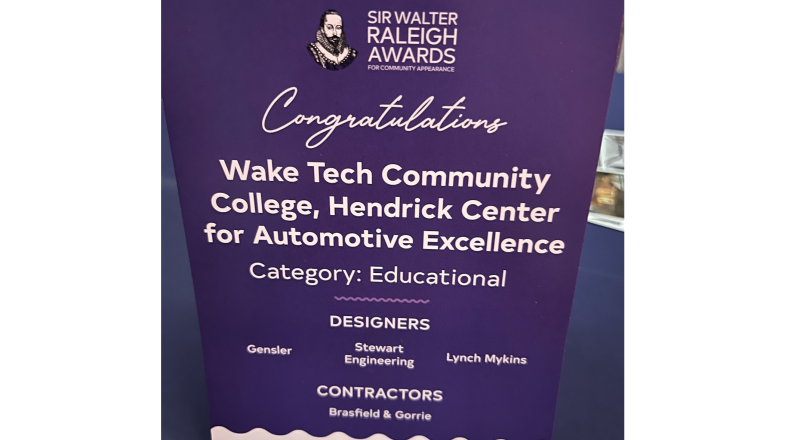 SIR WALTER
RALEIGH
AWARDS
FOR COMMUNITY APPEARANCE
Congratulations
Wake Tech Community
College, Hendrick Center
for Automotive Excellence
Category: Educational
DESIGNERS
Gensler
Stewart
Engineering
Lynch Mykins
CONTRACTORS
Brasfield & Gorrie